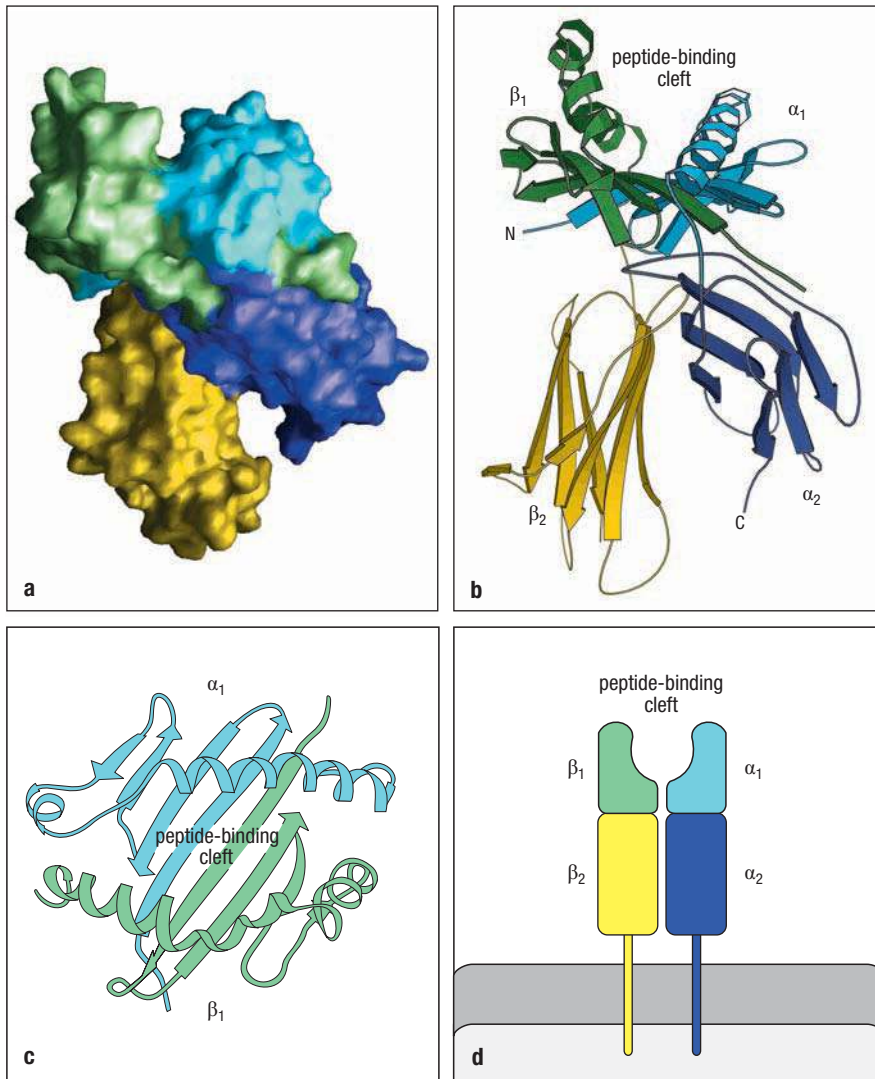 peptide-binding
cleft
β₁
α₁
N
β₂
α₂
C
a
b
α₁
peptide-binding
cleft
β₁
c
peptide-binding
cleft
β₁
α₁
β₂
α₂
d